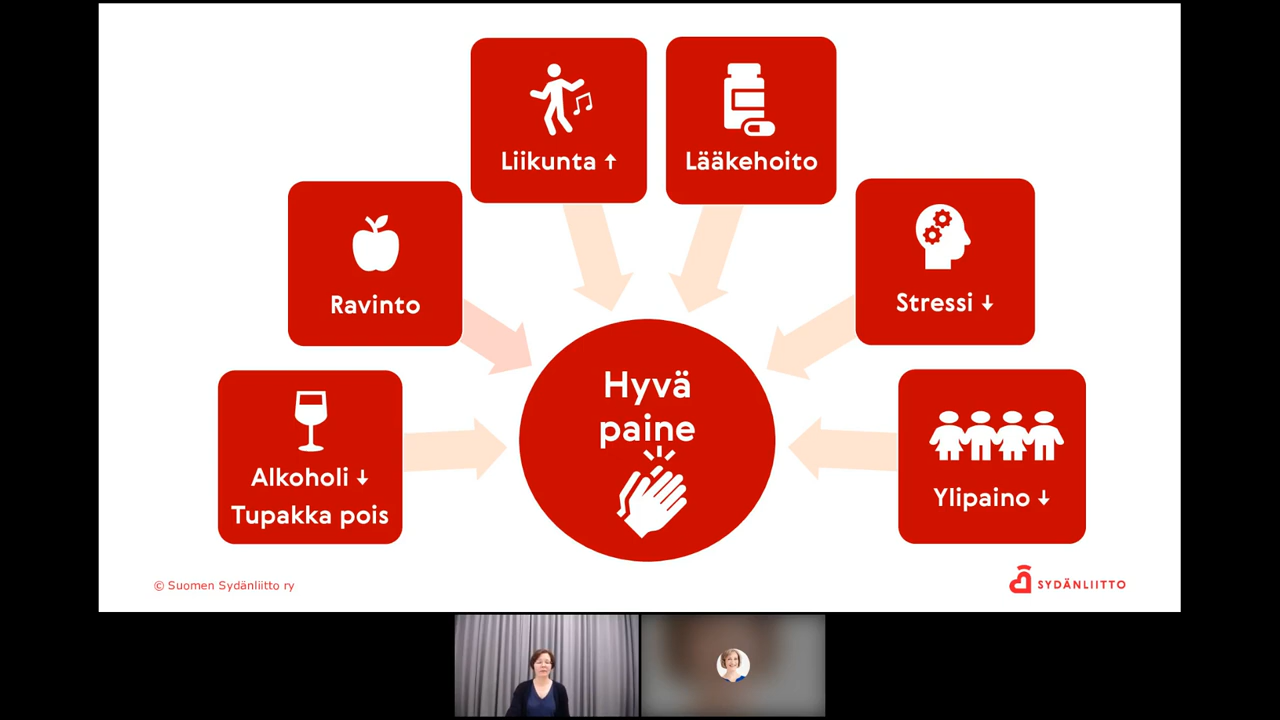 Liikunta ↑
Lääkehoito
Ravinto
Stressi ↓
Hyvä
paine
Alkoholi ↓
Tupakka pois
Ylipaino ↓
© Suomen Sydänliitto ry
SYDÄNLIITTO